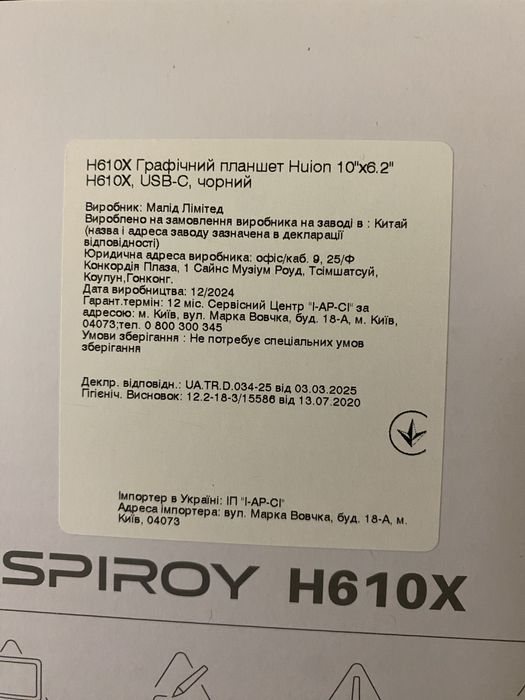 H610X Графічний планшет Huion 10"x6.2"
H610X, USB-C, чорний
Виробник: Малід Лімітед
Вироблено на замовлення виробника на заводі в : Китай
(назва і адреса заводу зазначена в декларації
відповідності)
Юридична адреса виробника: офіс/каб. 9, 25/Ф
Конкордія Плаза, 1 Сайнс Музіум Роуд, Тсімшатсуй,
Коулун,Гонконг.
Дата виробництва: 12/2024
Гарант.термін: 12 міс. Сервісний Центр "І-АР-СІ" за
адресою: м. Київ, вул. Марка Вовчка, буд. 18-А, м. Київ,
04073;тел. 0 800 300 345
Умови зберігання : Не потребує спеціальних умов
зберігання
Декпр. відповідн.: UA.TR.D.034-25 від 03.03.2025
Гігієніч. Висновок: 12.2-18-3/15586 від 13.07.2020
Імпортер в Україні: ІП "І-АР-СІ"
Адреса імпортера: вул. Марка Вовчка, буд. 18-А, м.
Київ, 04073
SPIROY H610X